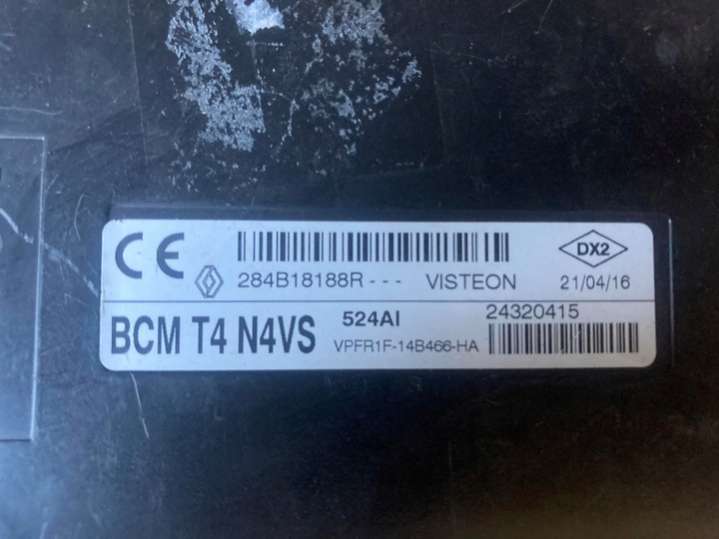 CE 284B18188R--- VISTEON DX2 21/04/16
BCM T4 N4VS 524AI 24320415
VPFR1F-14B466-HA